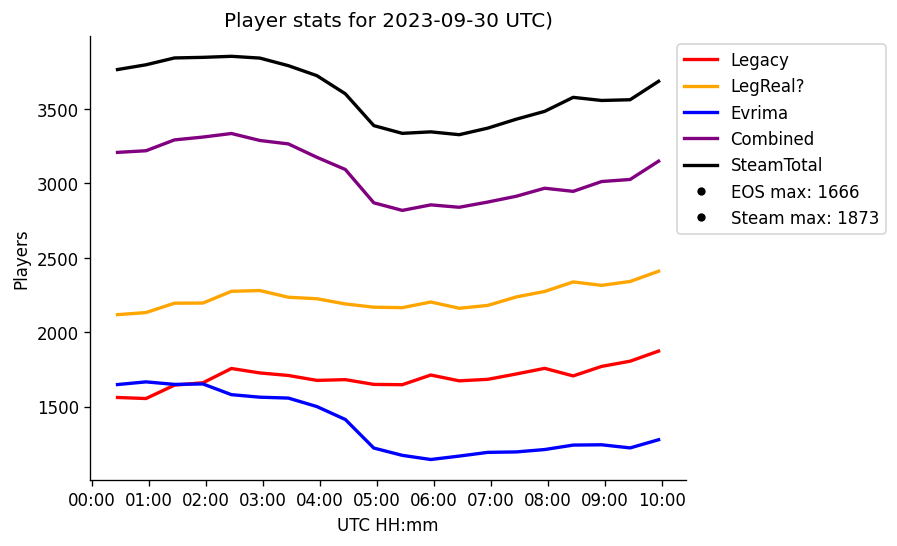 Player stats for 2023-09-30 UTC)
Legacy
LegReal?
Evrima
Combined
SteamTotal
EOS max: 1666
Steam max: 1873
Players
3500
3000
2500
2000
1500
00:00 01:00 02:00 03:00 04:00 05:00 06:00 07:00 08:00 09:00 10:00
UTC HH:mm